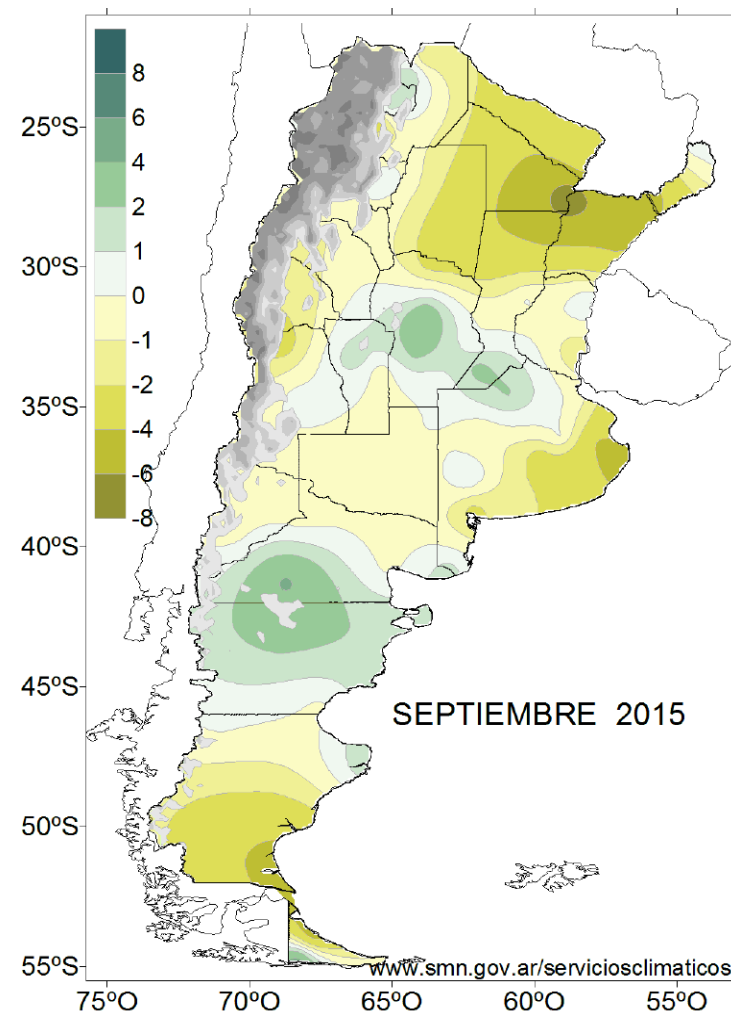 8
6
4
2
1
0
-1
-2
-4
-6
-8
25ºS
30ºS
35ºS
40ºS
45ºS
50ºS
55ºS
SEPTIEMBRE 2015
www.smn.gov.ar/serviciosclimaticos
75ºO
70ºO
65ºO
60ºO
55ºO